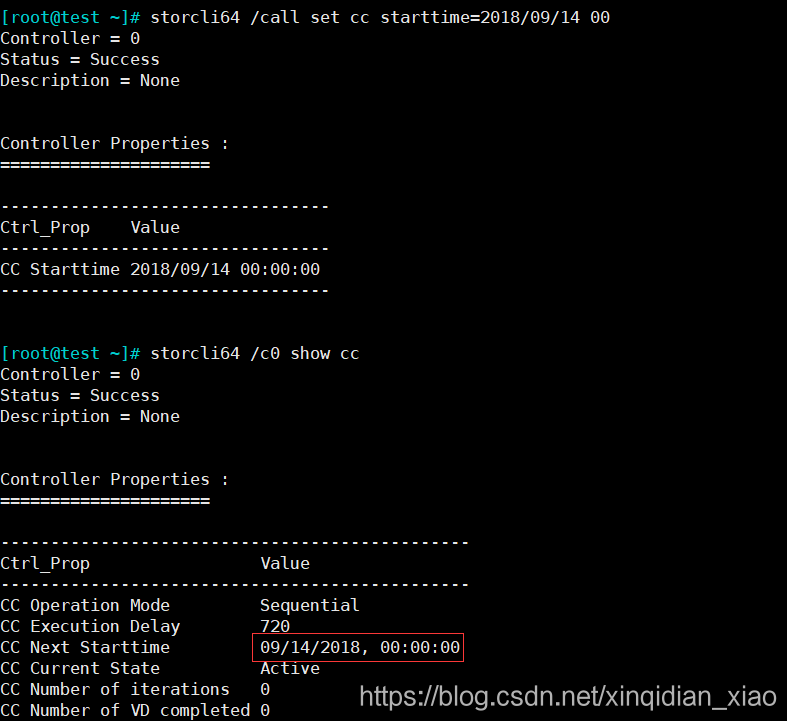 [root@test ~]# storcli64 /call set cc starttime=2018/09/14 00
Controller = 0
Status = Success
Description = None
Controller Properties :
=====================
---------------------------------
Ctrl_Prop    Value
---------------------------------
CC Starttime 2018/09/14 00:00:00
---------------------------------
[root@test ~]# storcli64 /c0 show cc
Controller = 0
Status = Success
Description = None
Controller Properties :
=====================
-----------------------------------------------
Ctrl_Prop                 Value
-----------------------------------------------
CC Operation Mode         Sequential
CC Execution Delay        720
CC Next Starttime         09/14/2018, 00:00:00
CC Current State          Active
CC Number of iterations   0
CC Number of VD completed 0
https://blog.csdn.net/xinqidian_xiao